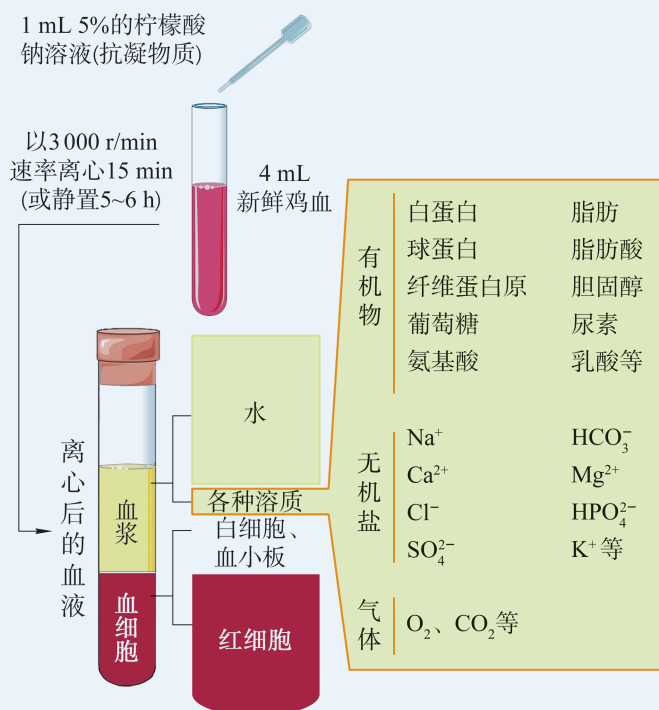 1 mL 5%的柠檬酸
钠溶液(抗凝物质)
以3 000 r/min
速率离心15 min
(或静置5~6 h)
4 mL
新鲜鸡血
离心后的血液
血浆
血细胞
水
各种溶质
白细胞、
血小板
红细胞
有机物
白蛋白 脂肪
球蛋白 脂肪酸
纤维蛋白原 胆固醇
葡萄糖 尿素
氨基酸 乳酸等
无机盐
Na⁺ HCO₃⁻
Ca²⁺ Mg²⁺
Cl⁻ HPO₄²⁻
SO₄²⁻ K⁺等
气体
O₂、CO₂等